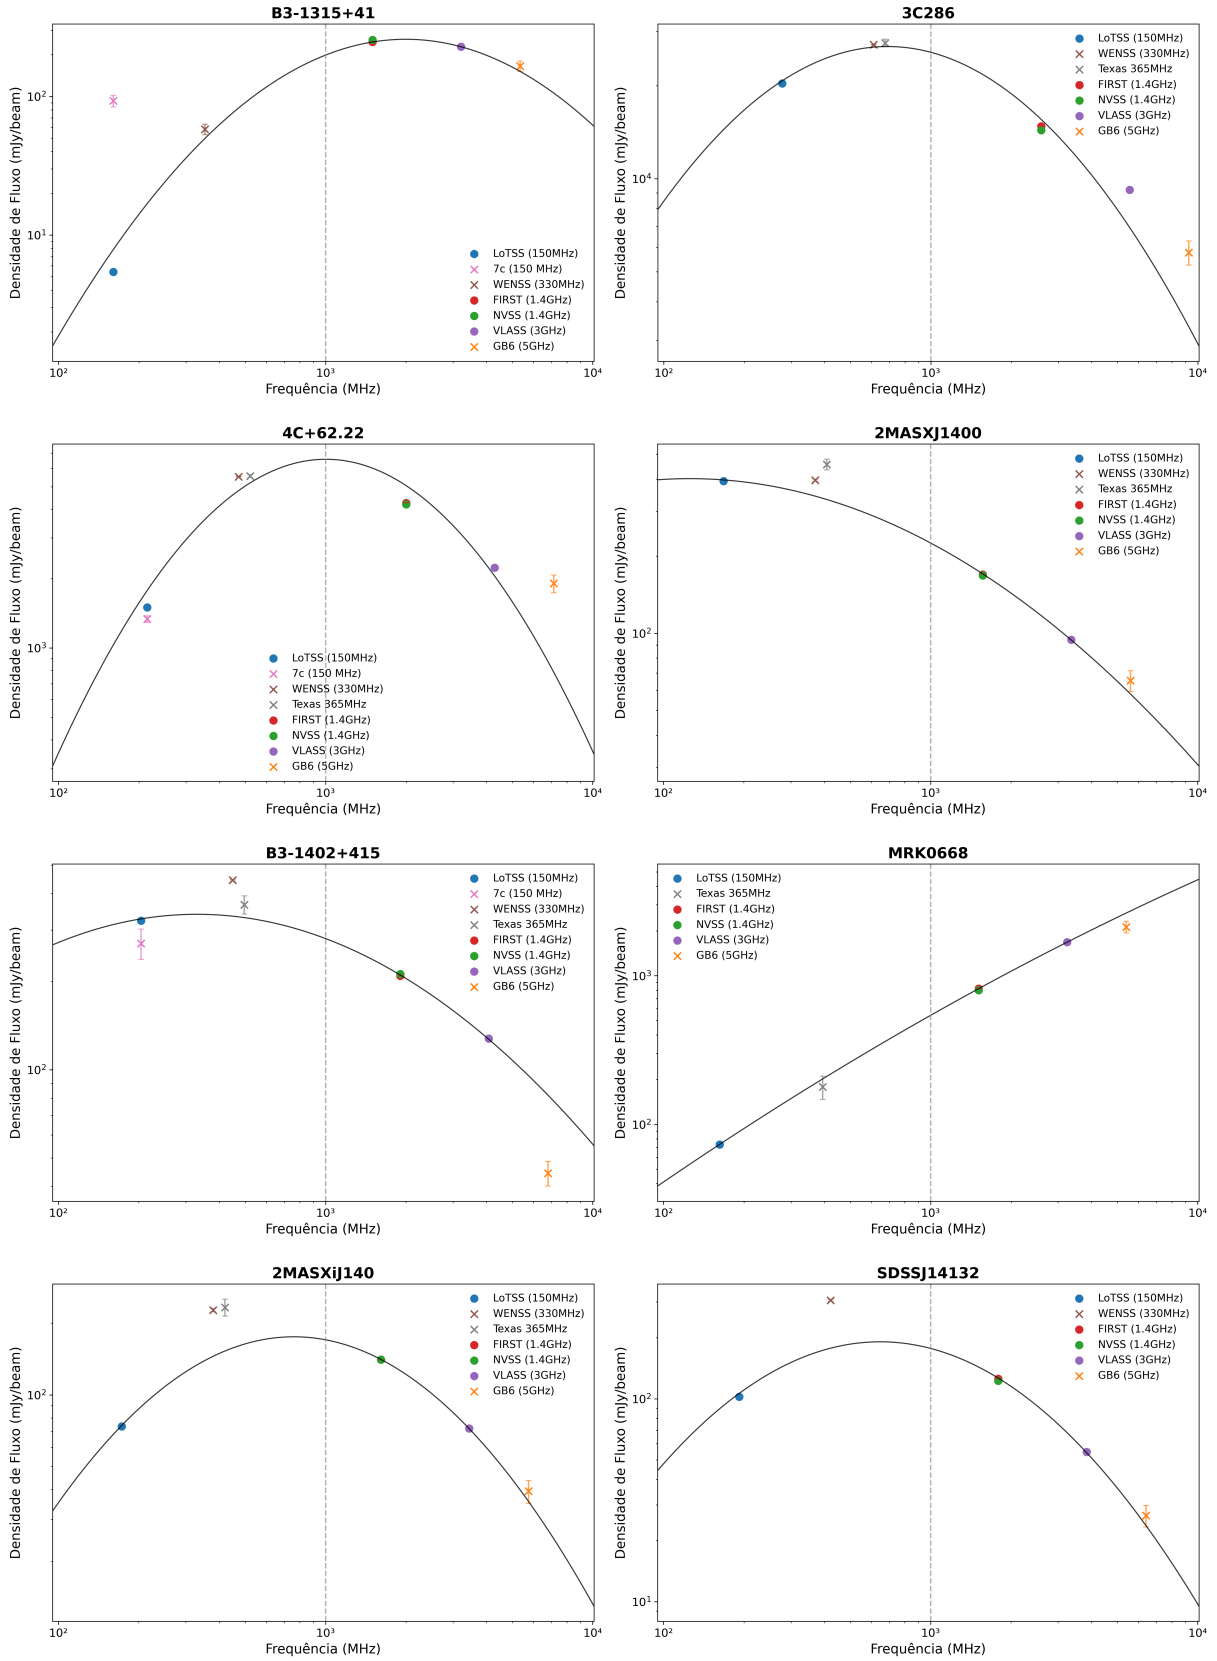 B3-1315+41
Densidade de Fluxo (mJy/beam)
10²
10¹
LoTSS (150MHz)
7c (150 MHz)
WENSS (330MHz)
FIRST (1.4GHz)
NVSS (1.4GHz)
VLASS (3GHz)
GB6 (5GHz)
10² 10³ 10⁴
Frequência (MHz)
3C286
Densidade de Fluxo (mJy/beam)
10⁴
LoTSS (150MHz)
WENSS (330MHz)
Texas 365MHz
FIRST (1.4GHz)
NVSS (1.4GHz)
VLASS (3GHz)
GB6 (5GHz)
10² 10³ 10⁴
Frequência (MHz)
4C+62.22
Densidade de Fluxo (mJy/beam)
10³
LoTSS (150MHz)
7c (150 MHz)
WENSS (330MHz)
Texas 365MHz
FIRST (1.4GHz)
NVSS (1.4GHz)
VLASS (3GHz)
GB6 (5GHz)
10² 10³ 10⁴
Frequência (MHz)
2MASXJ1400
Densidade de Fluxo (mJy/beam)
10²
LoTSS (150MHz)
WENSS (330MHz)
Texas 365MHz
FIRST (1.4GHz)
NVSS (1.4GHz)
VLASS (3GHz)
GB6 (5GHz)
10² 10³ 10⁴
Frequência (MHz)
B3-1402+415
Densidade de Fluxo (mJy/beam)
10²
LoTSS (150MHz)
7c (150 MHz)
WENSS (330MHz)
Texas 365MHz
FIRST (1.4GHz)
NVSS (1.4GHz)
VLASS (3GHz)
GB6 (5GHz)
10² 10³ 10⁴
Frequência (MHz)
MRK0668
Densidade de Fluxo (mJy/beam)
10³
10²
LoTSS (150MHz)
Texas 365MHz
FIRST (1.4GHz)
NVSS (1.4GHz)
VLASS (3GHz)
GB6 (5GHz)
10² 10³ 10⁴
Frequência (MHz)
2MASXiJ140
Densidade de Fluxo (mJy/beam)
10²
LoTSS (150MHz)
WENSS (330MHz)
Texas 365MHz
FIRST (1.4GHz)
NVSS (1.4GHz)
VLASS (3GHz)
GB6 (5GHz)
10² 10³ 10⁴
Frequência (MHz)
SDSSJ14132
Densidade de Fluxo (mJy/beam)
10²
10¹
LoTSS (150MHz)
WENSS (330MHz)
FIRST (1.4GHz)
NVSS (1.4GHz)
VLASS (3GHz)
GB6 (5GHz)
10² 10³ 10⁴
Frequência (MHz)